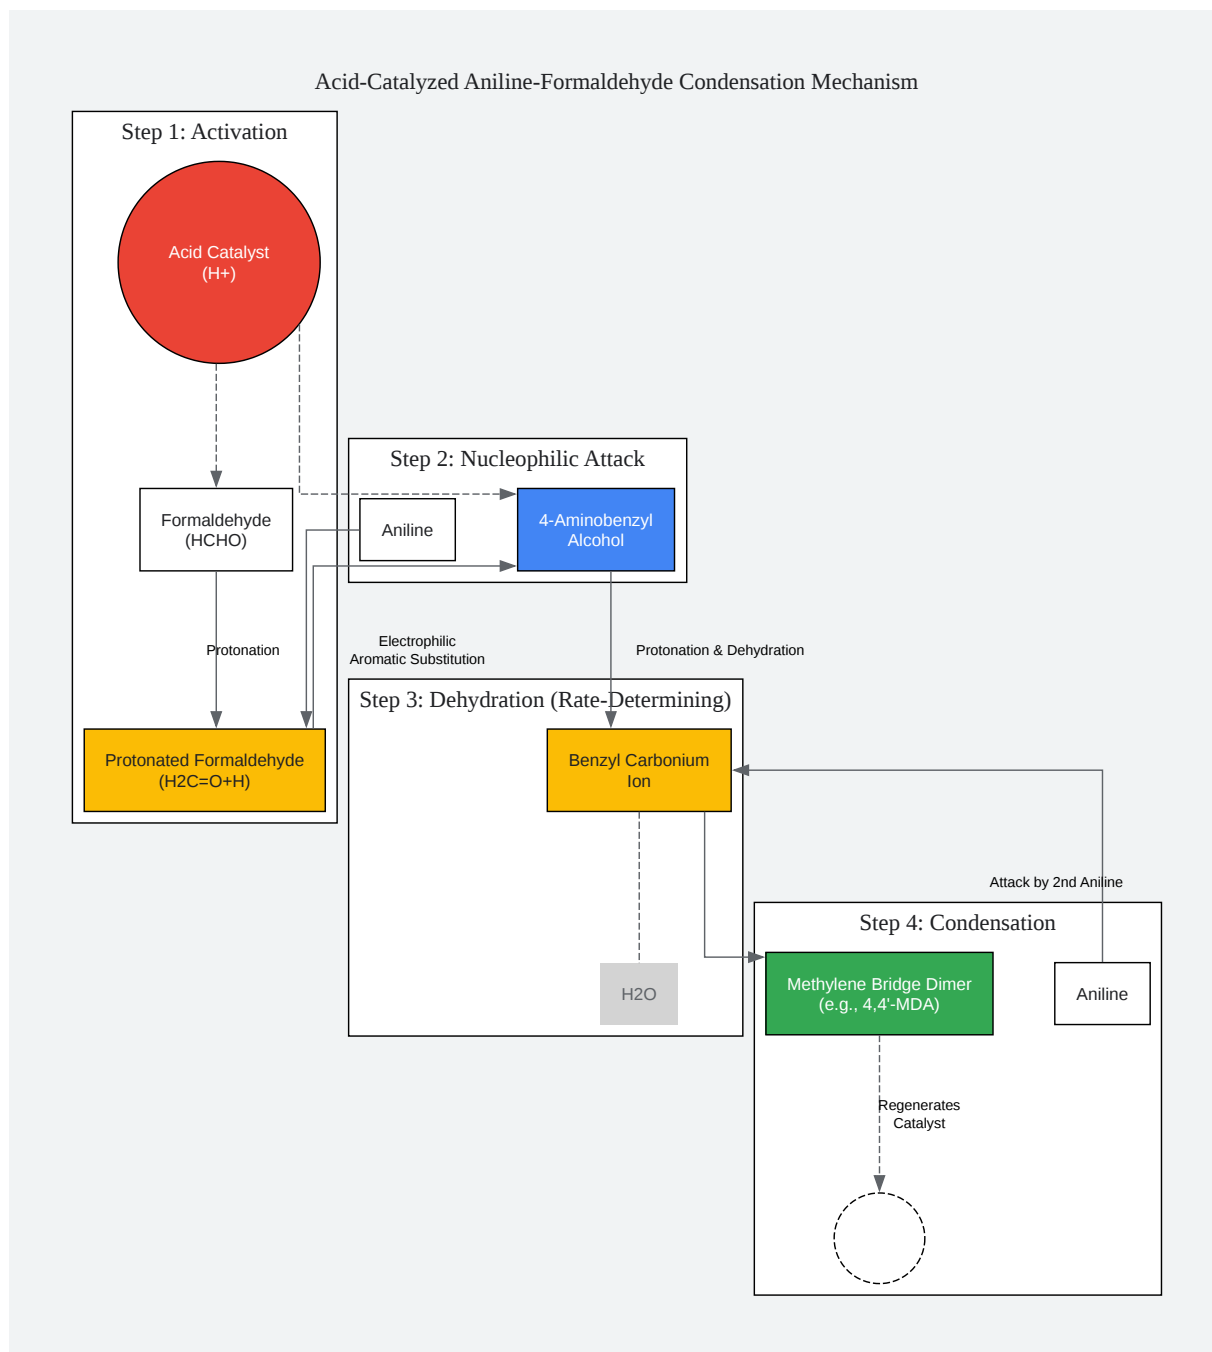 Acid-Catalyzed Aniline-Formaldehyde Condensation Mechanism
Step 1: Activation
Acid Catalyst
(H+)
Formaldehyde
(HCHO)
Protonation
Protonated Formaldehyde
(H2C=O+H)
Step 2: Nucleophilic Attack
Aniline
4-Aminobenzyl
Alcohol
Electrophilic
Aromatic Substitution
Protonation & Dehydration
Step 3: Dehydration (Rate-Determining)
Benzyl Carbonium
Ion
H2O
Attack by 2nd Aniline
Step 4: Condensation
Methylene Bridge Dimer
(e.g., 4,4'-MDA)
Aniline
Regenerates
Catalyst